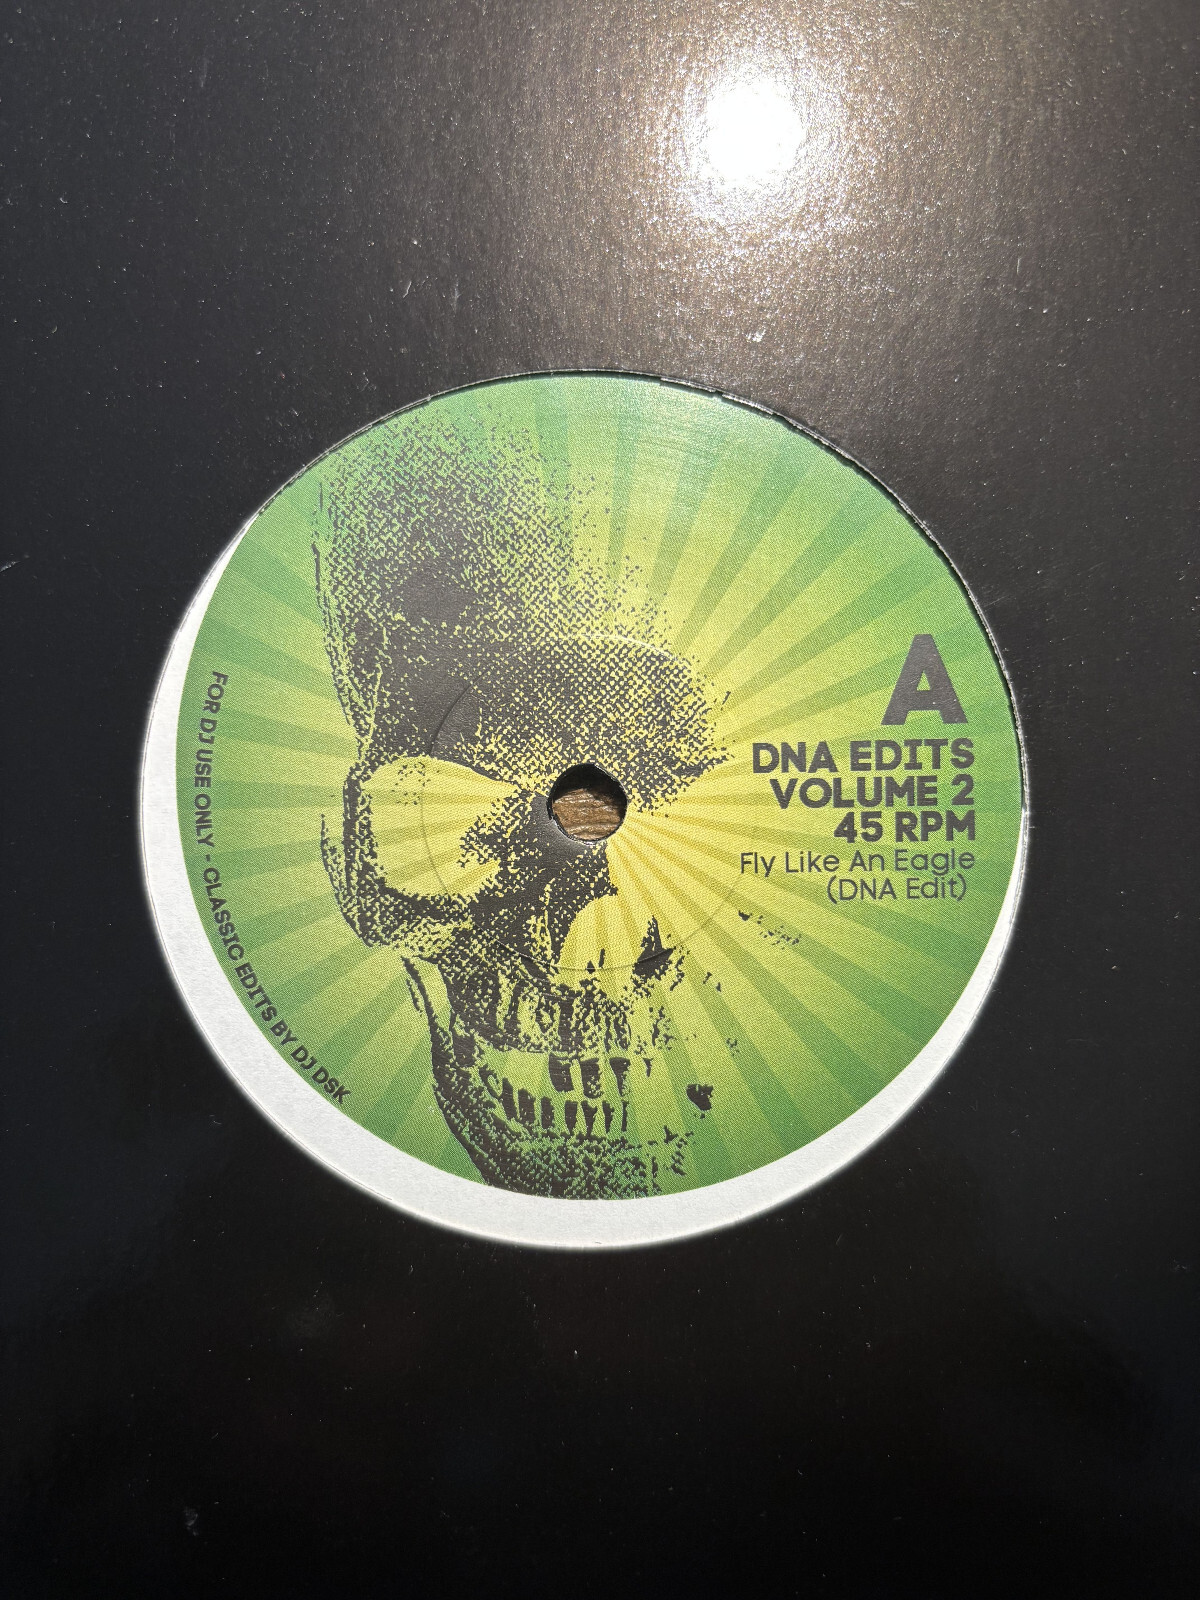 A
DNA EDITS
VOLUME 2
45 RPM
Fly Like An Eagle
(DNA Edit)
FOR DJ USE ONLY - CLASSIC EDITS BY DJ DSK